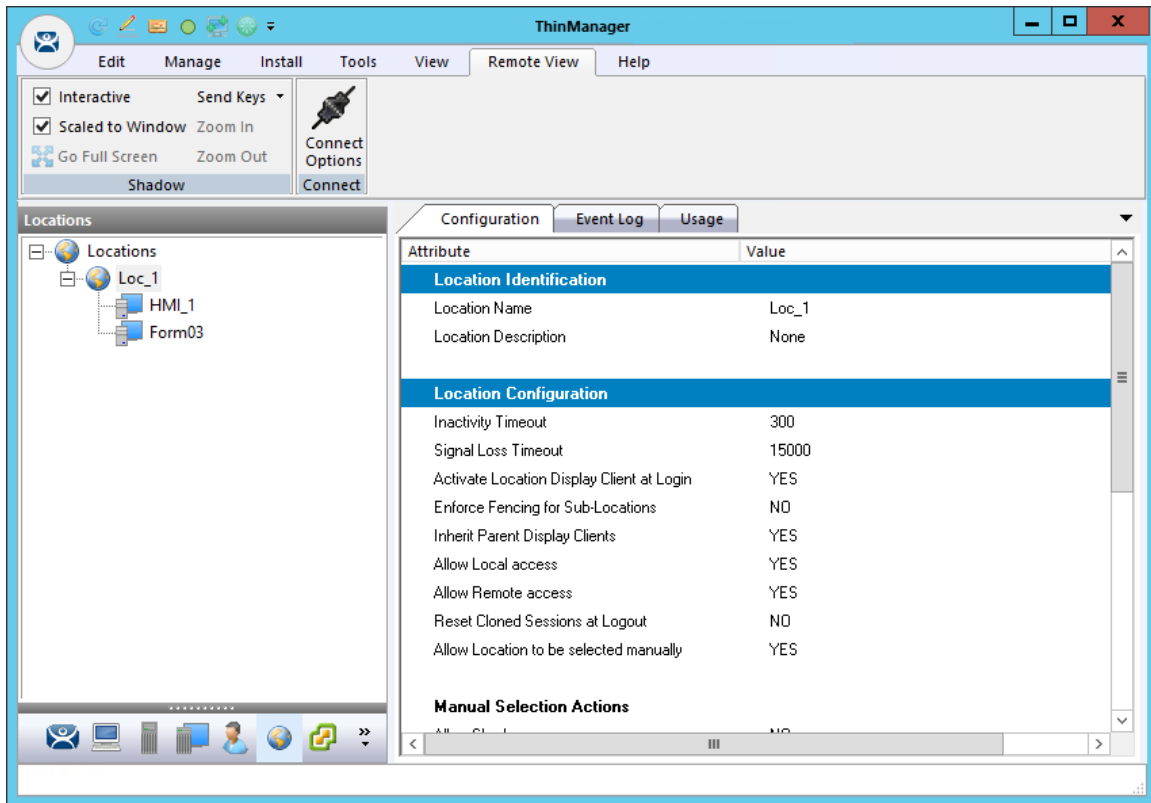 ThinManager
Edit Manage Install Tools View Remote View Help
Interactive Send Keys
Scaled to Window Zoom In
Go Full Screen Zoom Out
Connect Options
Shadow Connect
Locations
Locations
Loc_1
HMI_1
Form03
Configuration Event Log Usage
Attribute Value
Location Identification
Location Name Loc_1
Location Description None
Location Configuration
Inactivity Timeout 300
Signal Loss Timeout 15000
Activate Location Display Client at Login YES
Enforce Fencing for Sub-Locations NO
Inherit Parent Display Clients YES
Allow Local access YES
Allow Remote access YES
Reset Cloned Sessions at Logout NO
Allow Location to be selected manually YES
Manual Selection Actions